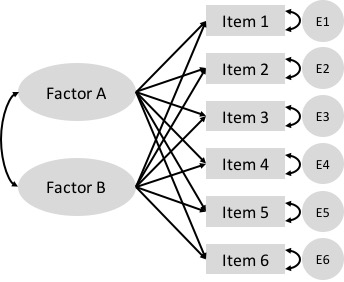 Item 1 E1
Item 2 E2
Factor A
Item 3 E3
Item 4 E4
Factor B
Item 5 E5
Item 6 E6